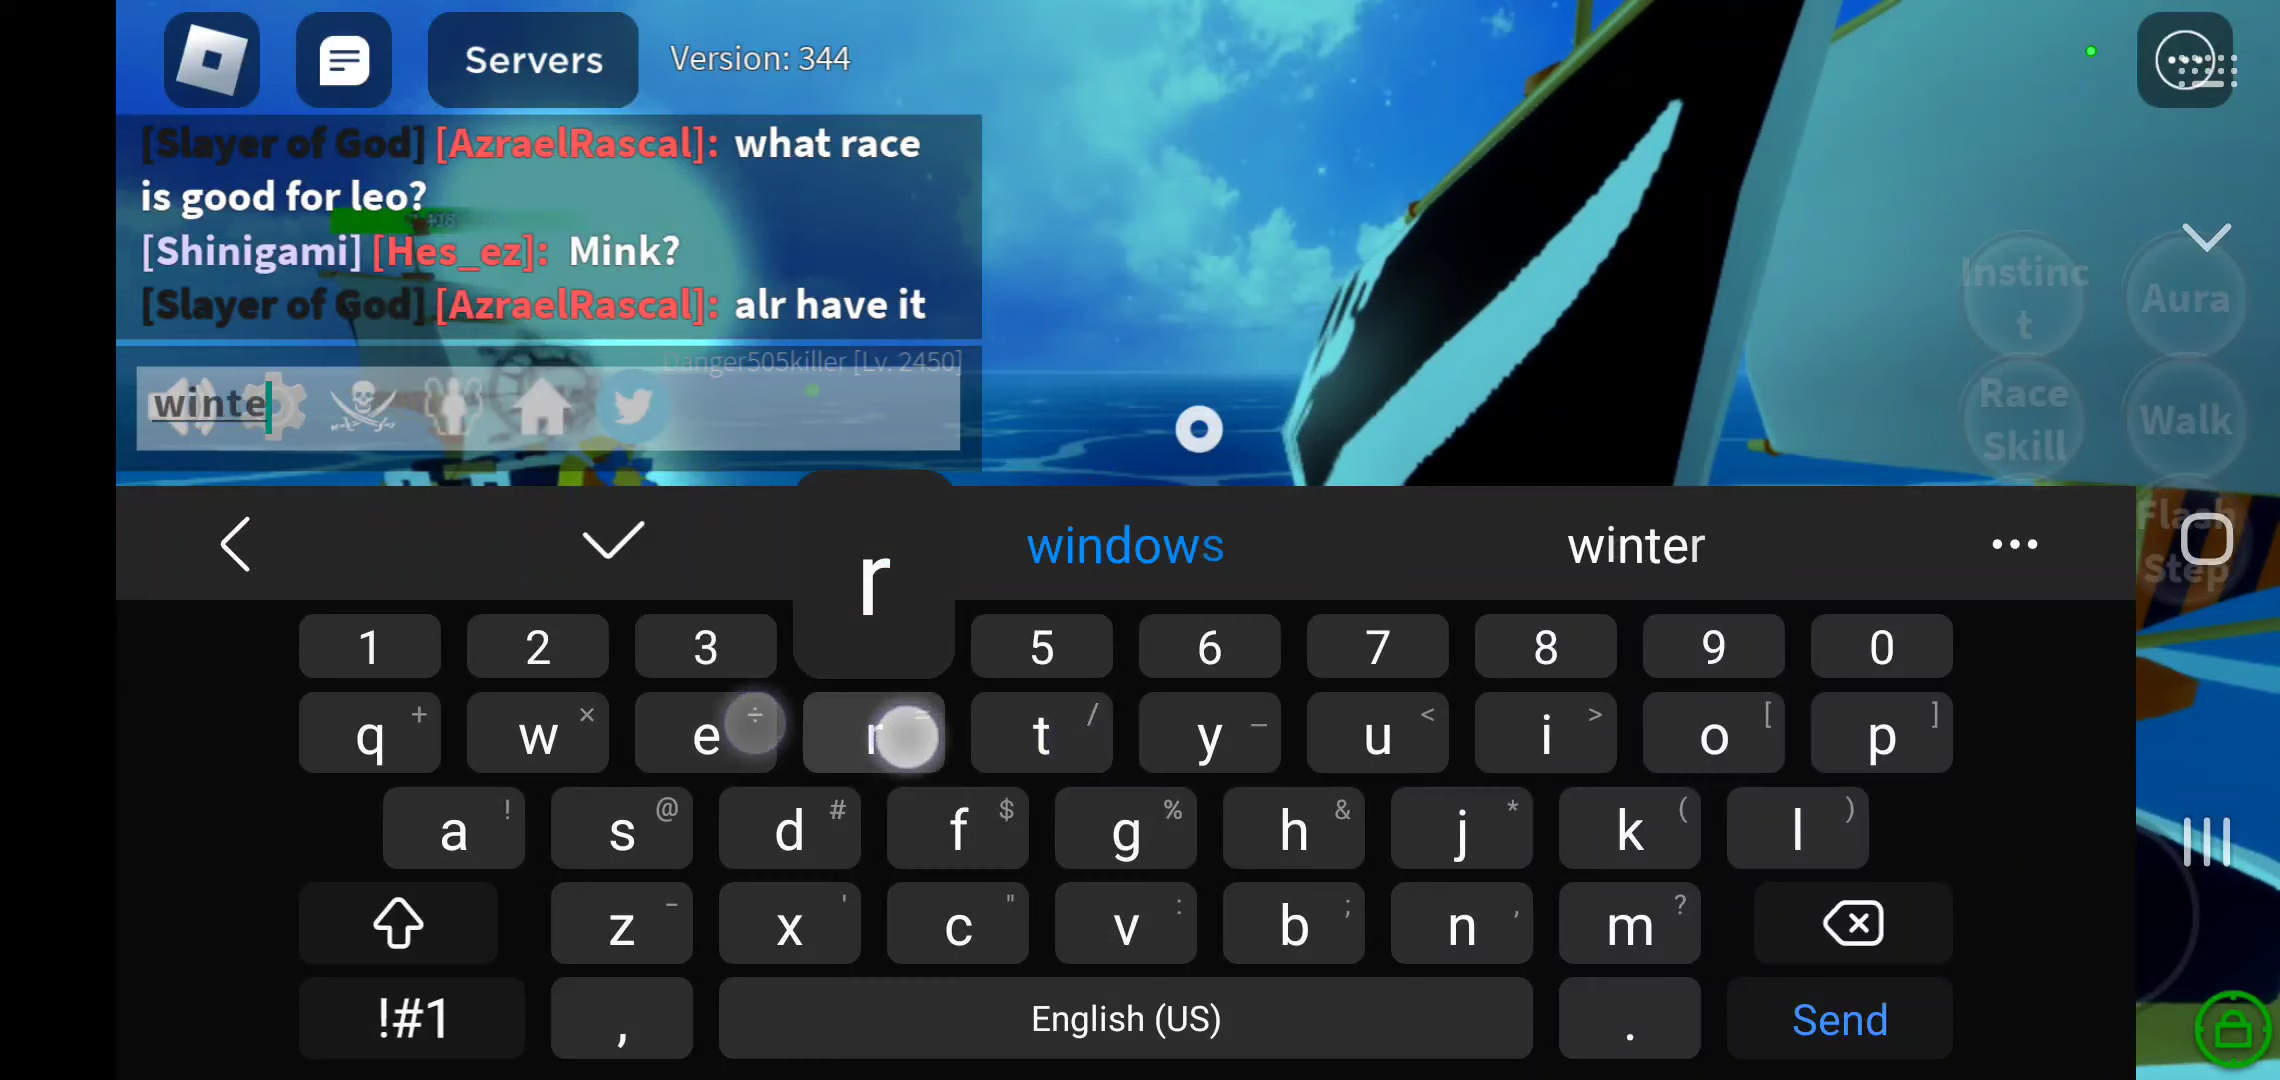 Servers
Version: 344
[Slayer of God] [AzraelRascal]: what race
is good for leo?
[Shinigami] [Hes_ez]: Mink?
[Slayer of God] [AzraelRascal]: alr have it
Danger505killer [Lv. 2450]
winte
Instinc
t
Aura
Race
Skill
Walk
Flash
Step
r
windows
winter
1 2 3 5 6 7 8 9 0
q + w × e ÷ r = t / y _ u < i > o [ p ]
a ! s @ d # f $ g % h & j * k ( l )
z - x ' c " v : b ; n , m ?
!#1 , English (US) . Send